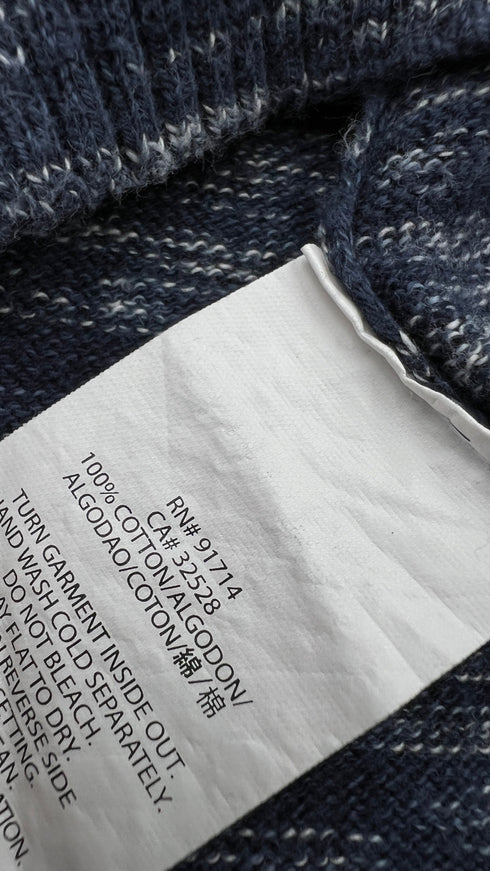 RN# 91714
CA# 32528
100% COTTON/ALGODON/
ALGODAO/COTON/綿/棉
TURN GARMENT INSIDE OUT.
HAND WASH COLD SEPARATELY.
DO NOT BLEACH.
LAY FLAT TO DRY.
REVERSE SIDE